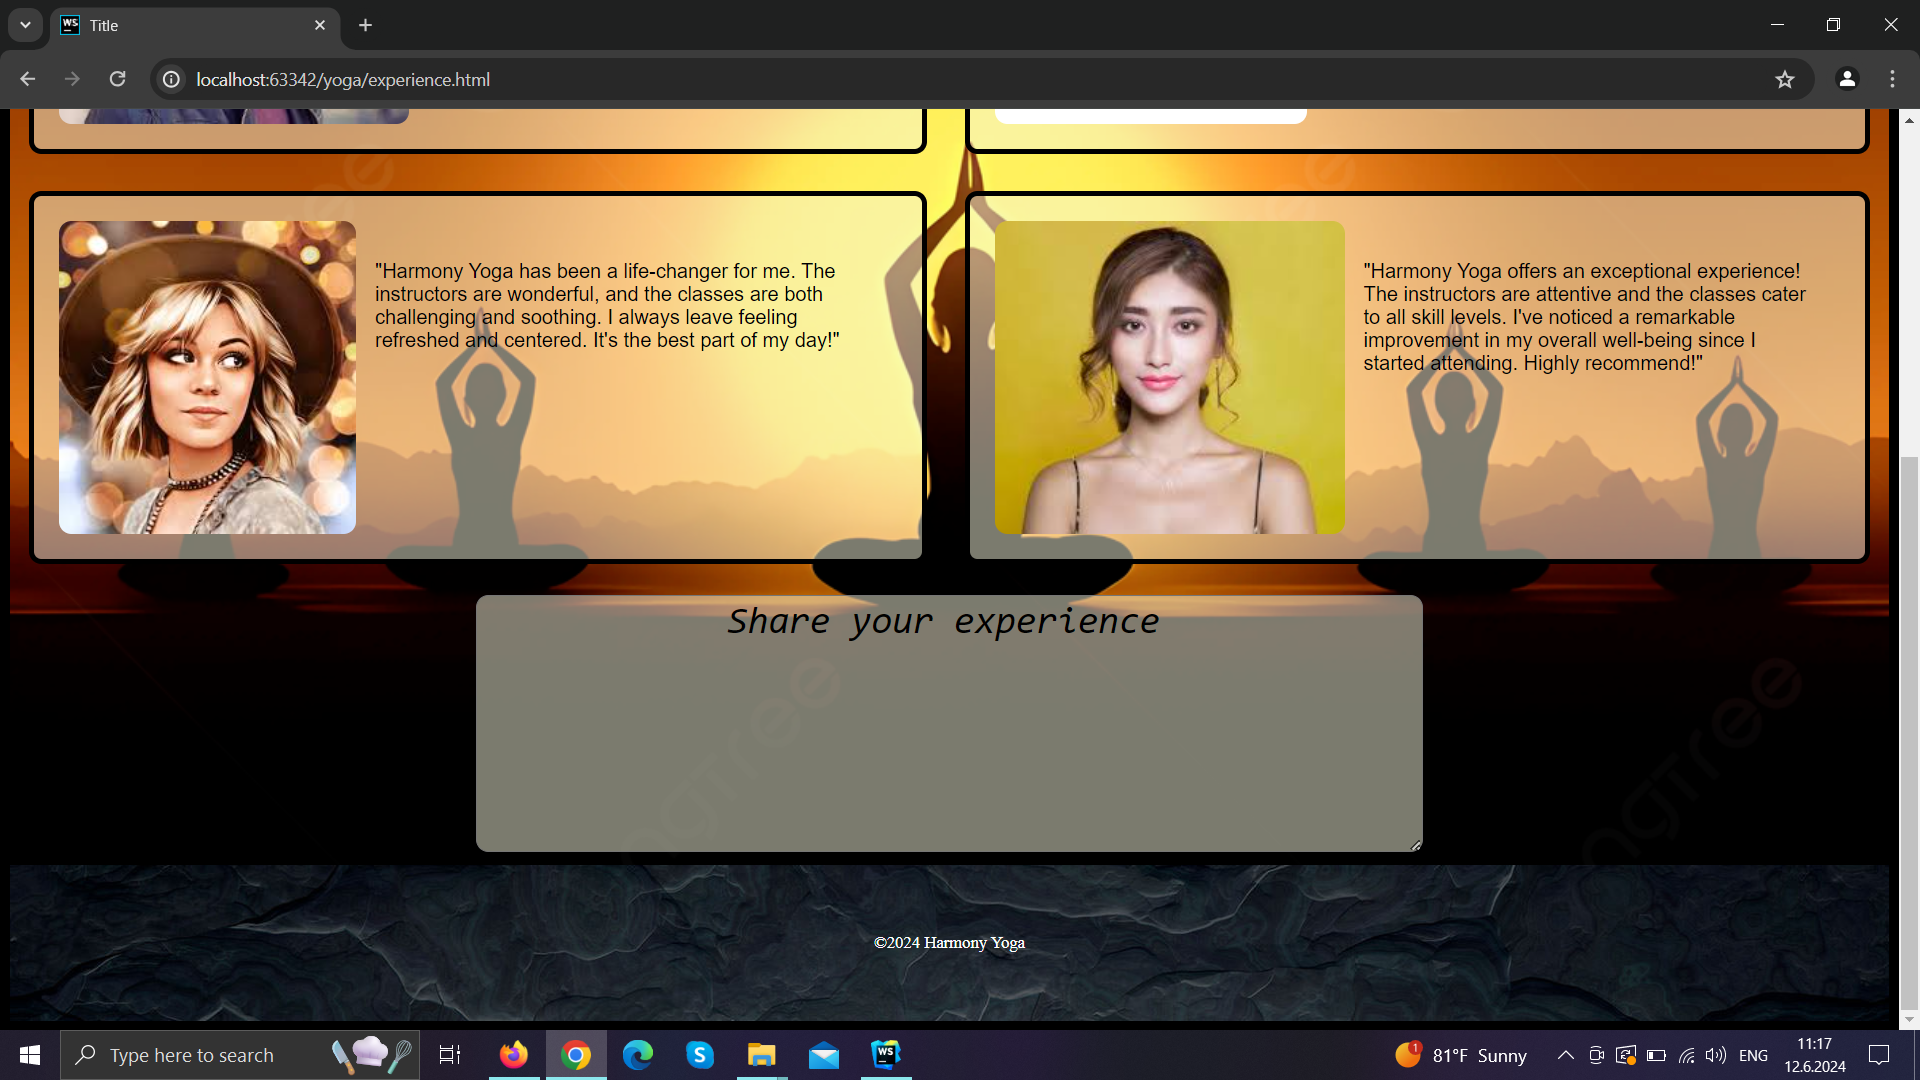 WS
Title
localhost:63342/yoga/experience.html
"Harmony Yoga has been a life-changer for me. The
instructors are wonderful, and the classes are both
challenging and soothing. I always leave feeling
refreshed and centered. It's the best part of my day!"
"Harmony Yoga offers an exceptional experience!
The instructors are attentive and the classes cater
to all skill levels. I've noticed a remarkable
improvement in my overall well-being since I
started attending. Highly recommend!"
Share your experience
©2024 Harmony Yoga
Type here to search
S
WS
1
81°F Sunny
ENG
11:17
12.6.2024